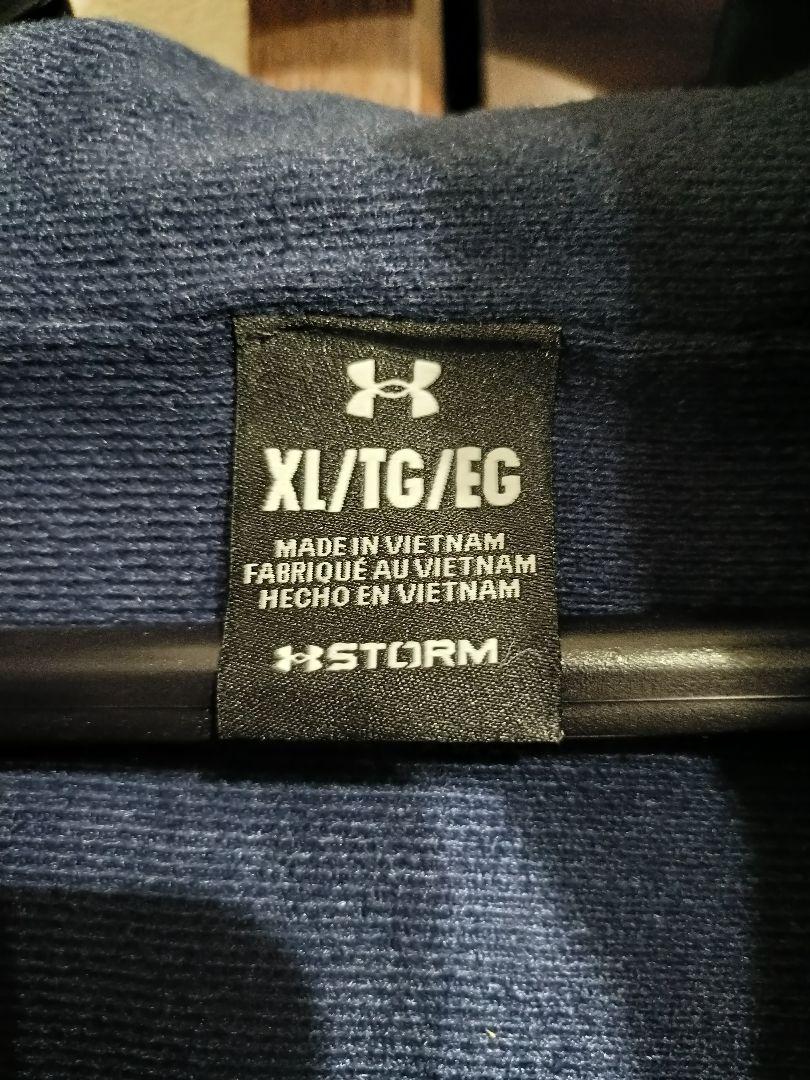 XL/TG/EG
MADE IN VIETNAM
FABRIQUÉ AU VIETNAM
HECHO EN VIETNAM
STORM